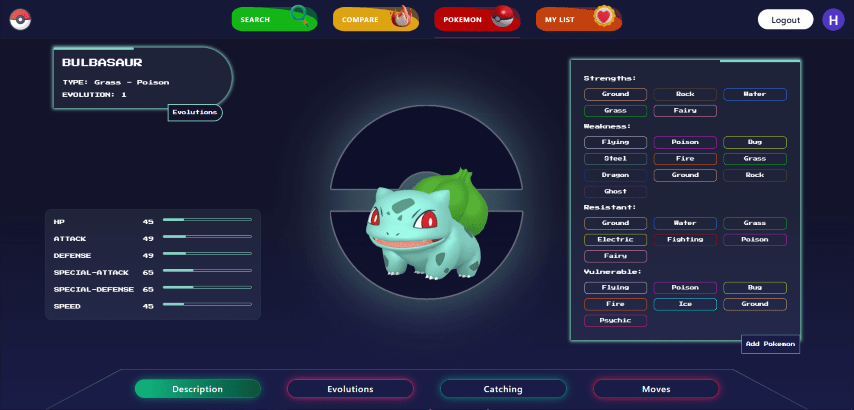 SEARCH COMPARE POKEMON MY LIST Logout H
BULBASAUR
TYPE: Grass - Poison
EVOLUTION: 1
Evolutions
HP 45
ATTACK 49
DEFENSE 49
SPECIAL-ATTACK 65
SPECIAL-DEFENSE 65
SPEED 45
Strengths:
Ground Rock Water
Grass Fairy
Weakness:
Flying Poison Bug
Steel Fire Grass
Dragon Ground Rock
Ghost
Resistant:
Ground Water Grass
Electric Fighting Poison
Fairy
Vulnerable:
Flying Poison Bug
Fire Ice Ground
Psychic
Add Pokemon
Description Evolutions Catching Moves